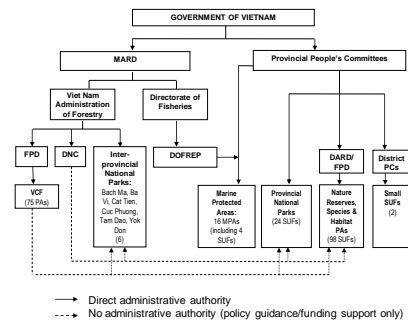 GOVERNMENT OF VIETNAM
MARD
Provincial People's Committees
Viet Nam
Administration
of Forestry
Directorate of
Fisheries
FPD
DNC
Inter-
provincial
National
Parks:
Bach Ma, Ba
Vi, Cat Tien,
Cuc Phuong,
Tam Dao, Yok
Don
(6)
DOFREP
DARD/
FPD
District
PCs
VCF
(75 PAs)
Marine
Protected
Areas:
16 MPAs
(including 4
SUFs)
Provincial
National
Parks
(24 SUFs)
Nature
Reserves,
Species &
Habitat
PAs
(98 SUFs)
Small
SUFs
(2)
Direct administrative authority
No administrative authority (policy guidance/funding support only)